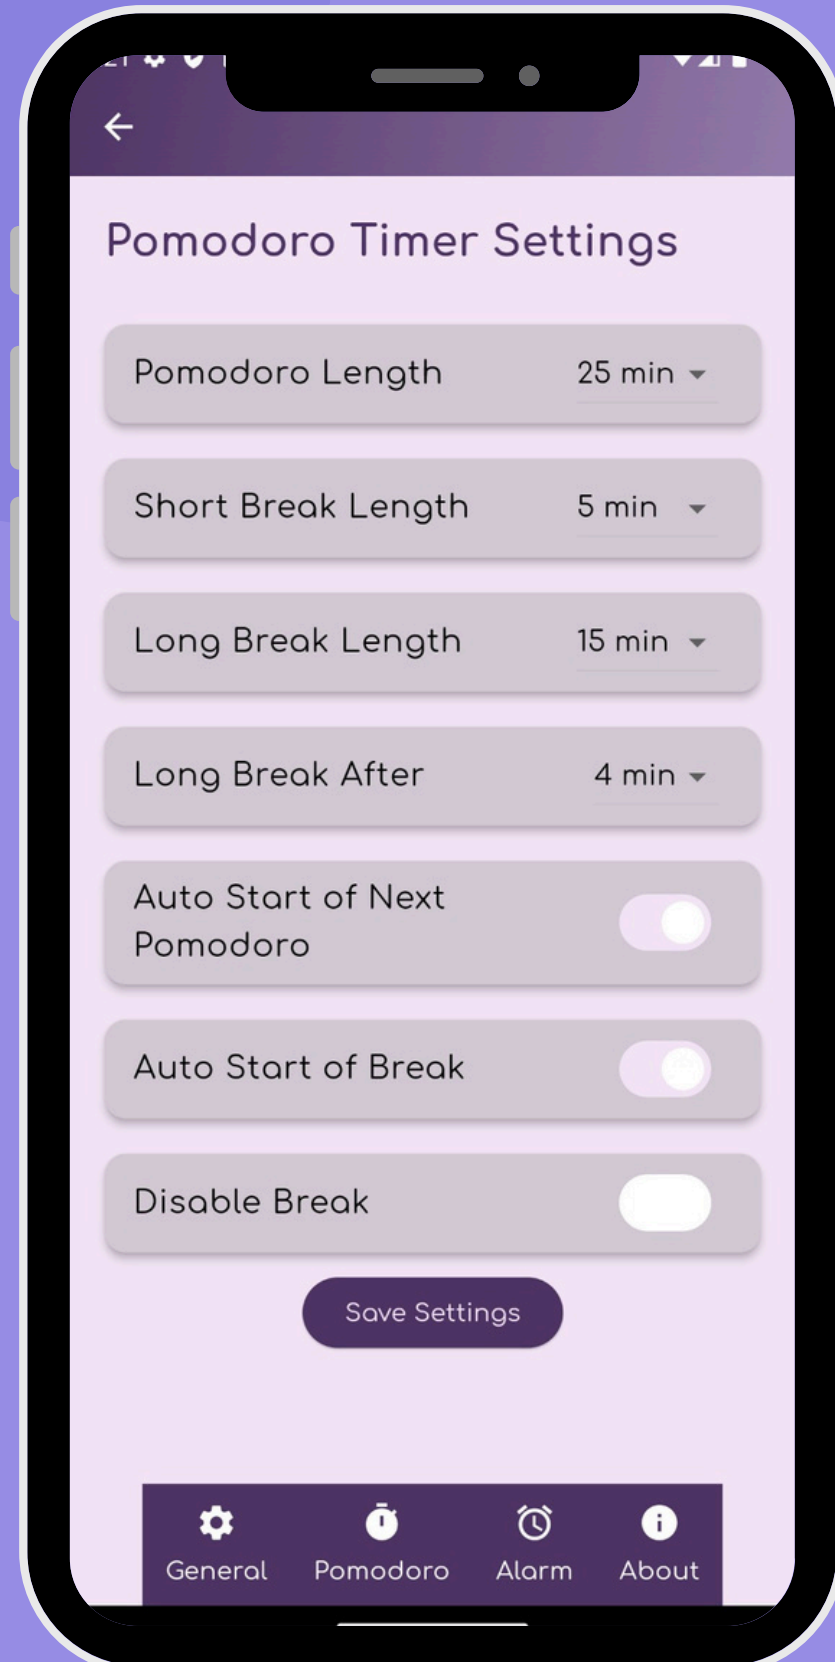 Pomodoro Timer Settings
Pomodoro Length 25 min
Short Break Length 5 min
Long Break Length 15 min
Long Break After 4 min
Auto Start of Next
Pomodoro
Auto Start of Break
Disable Break
Save Settings
General Pomodoro Alarm About